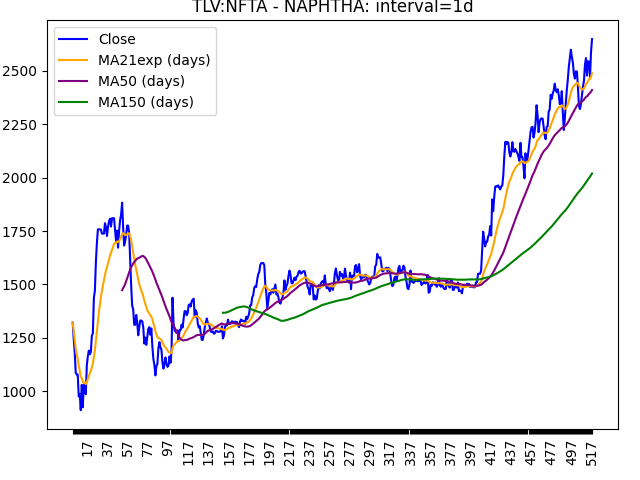 TLV:NFTA - NAPHTHA: interval=1d
Close
MA21exp (days)
MA50 (days)
MA150 (days)
2500
2250
2000
1750
1500
1250
1000
17 37 57 77 97 117 137 157 177 197 217 237 257 277 297 317 337 357 377 397 417 437 457 477 497 517